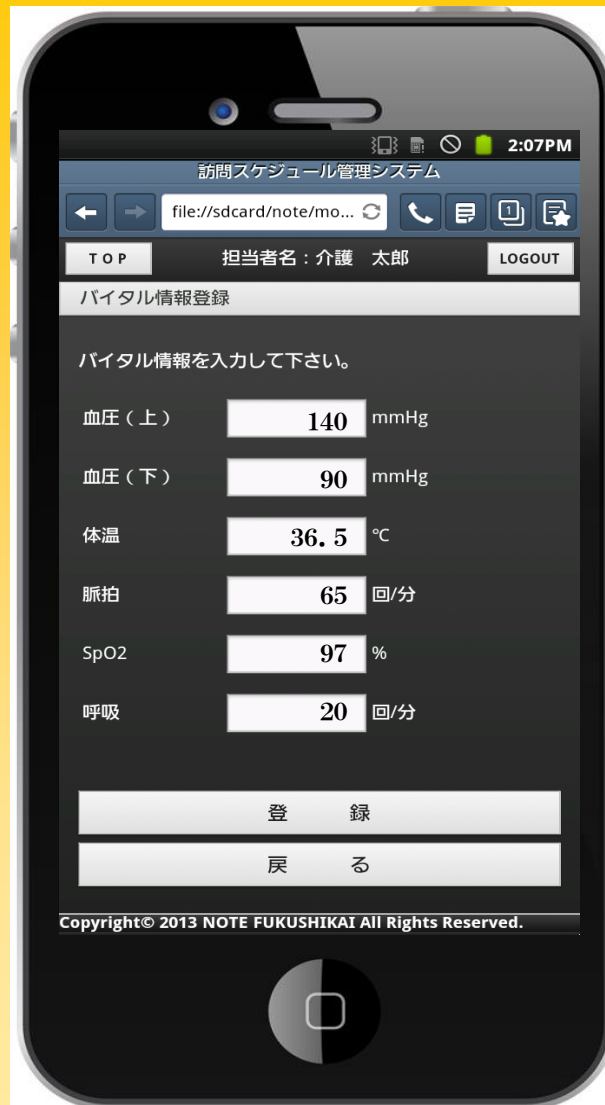 2:07PM
訪問スケジュール管理システム
file://sdcard/note/mo... 1
TOP 担当者名：介護 太郎 LOGOUT
バイタル情報登録
バイタル情報を入力して下さい。
血圧（上） 140 mmHg
血圧（下） 90 mmHg
体温 36.5 ℃
脈拍 65 回/分
SpO2 97 %
呼吸 20 回/分
登 録
戻 る
Copyright© 2013 NOTE FUKUSHIKAI All Rights Reserved.